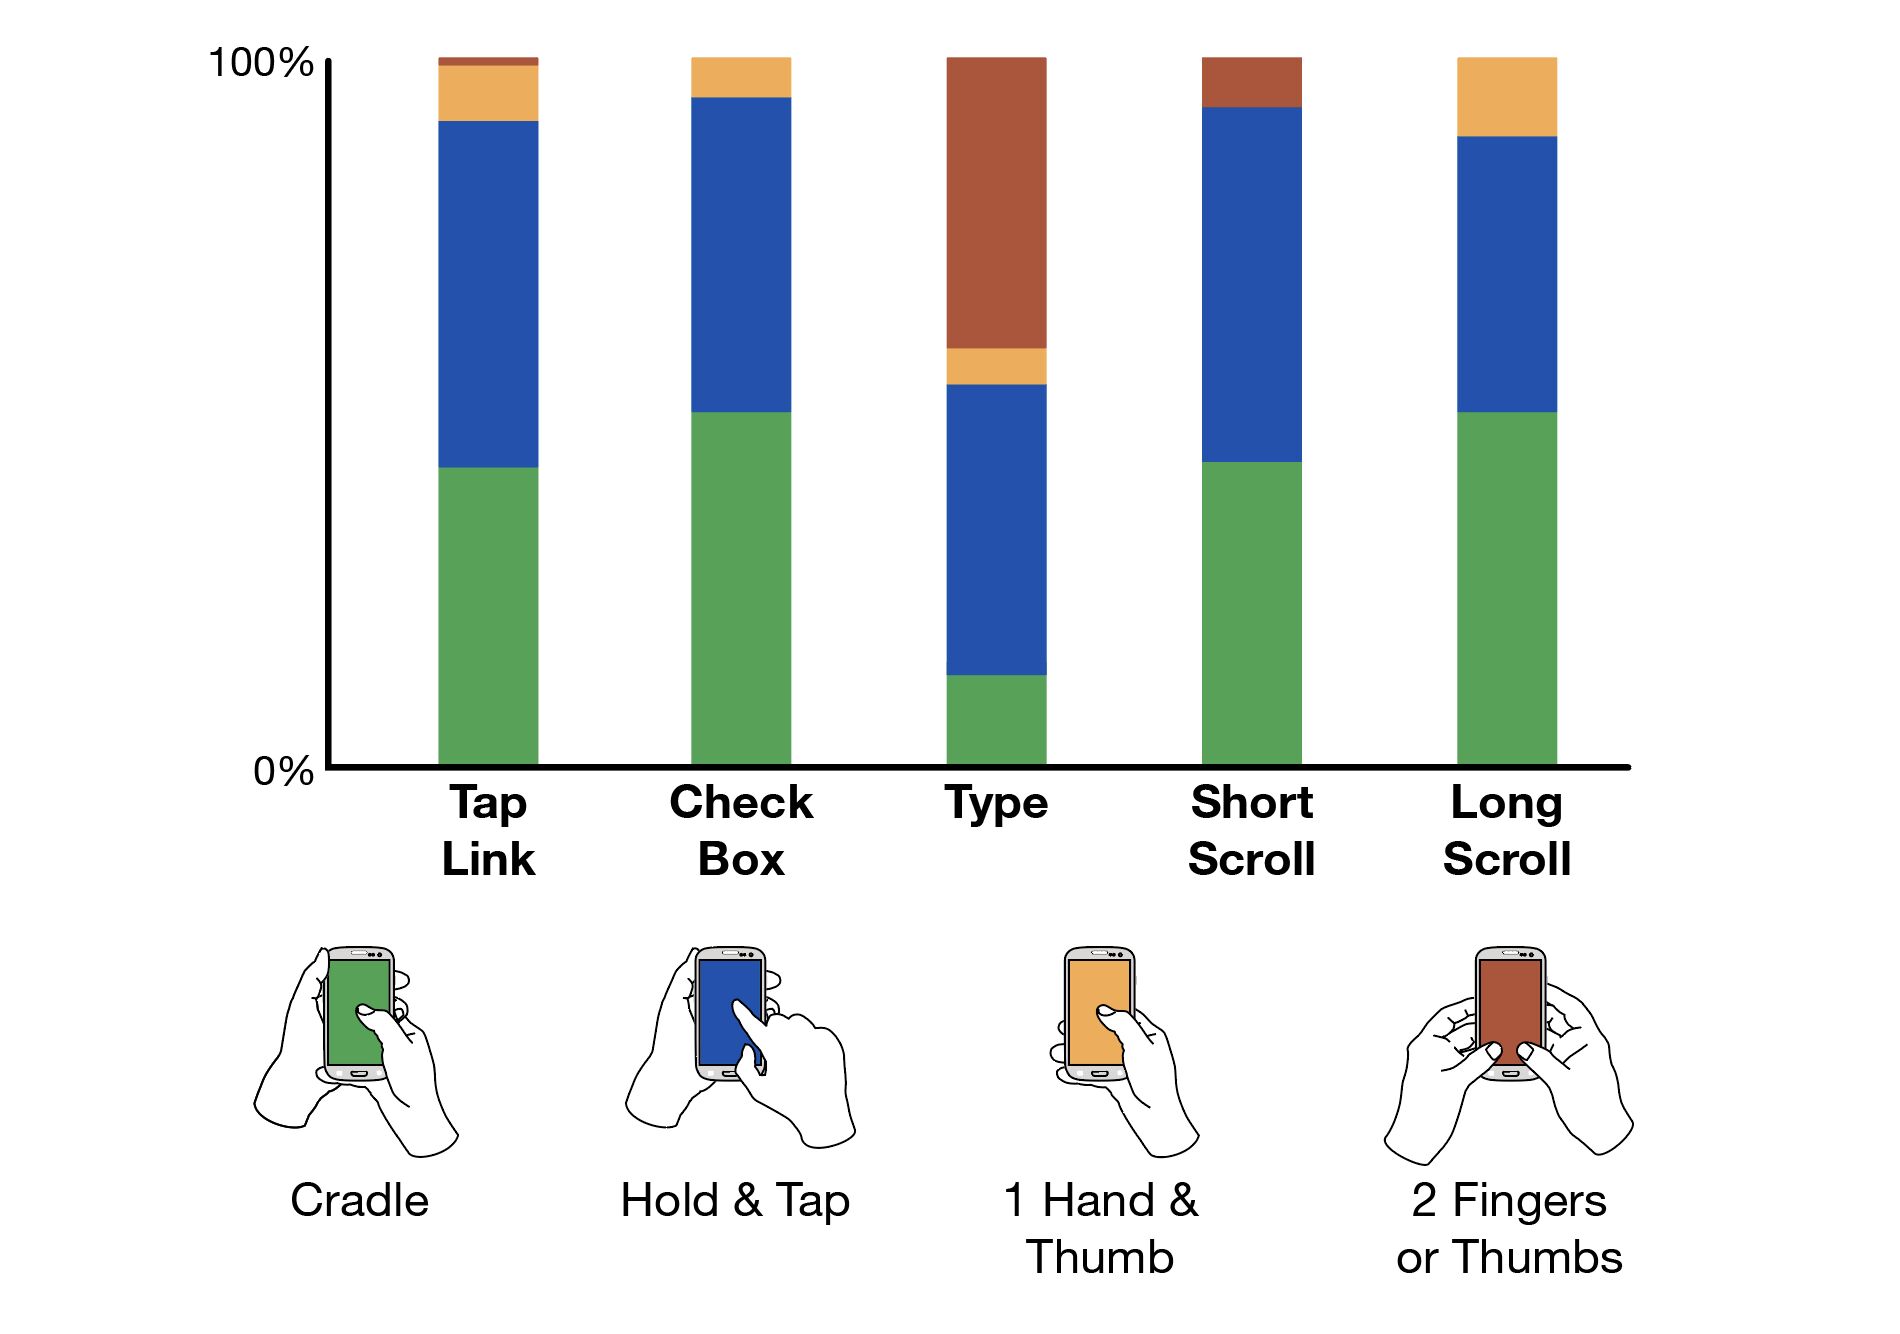 100%
0%
Tap
Link
Check
Box
Type
Short
Scroll
Long
Scroll
Cradle
Hold & Tap
1 Hand &
Thumb
2 Fingers
or Thumbs